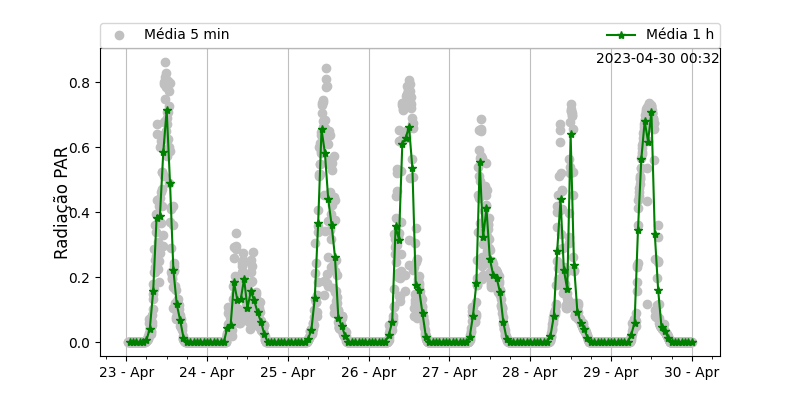 Média 5 min
Média 1 h
2023-04-30 00:32
Radiação PAR
0.8
0.6
0.4
0.2
0.0
23 - Apr
24 - Apr
25 - Apr
26 - Apr
27 - Apr
28 - Apr
29 - Apr
30 - Apr